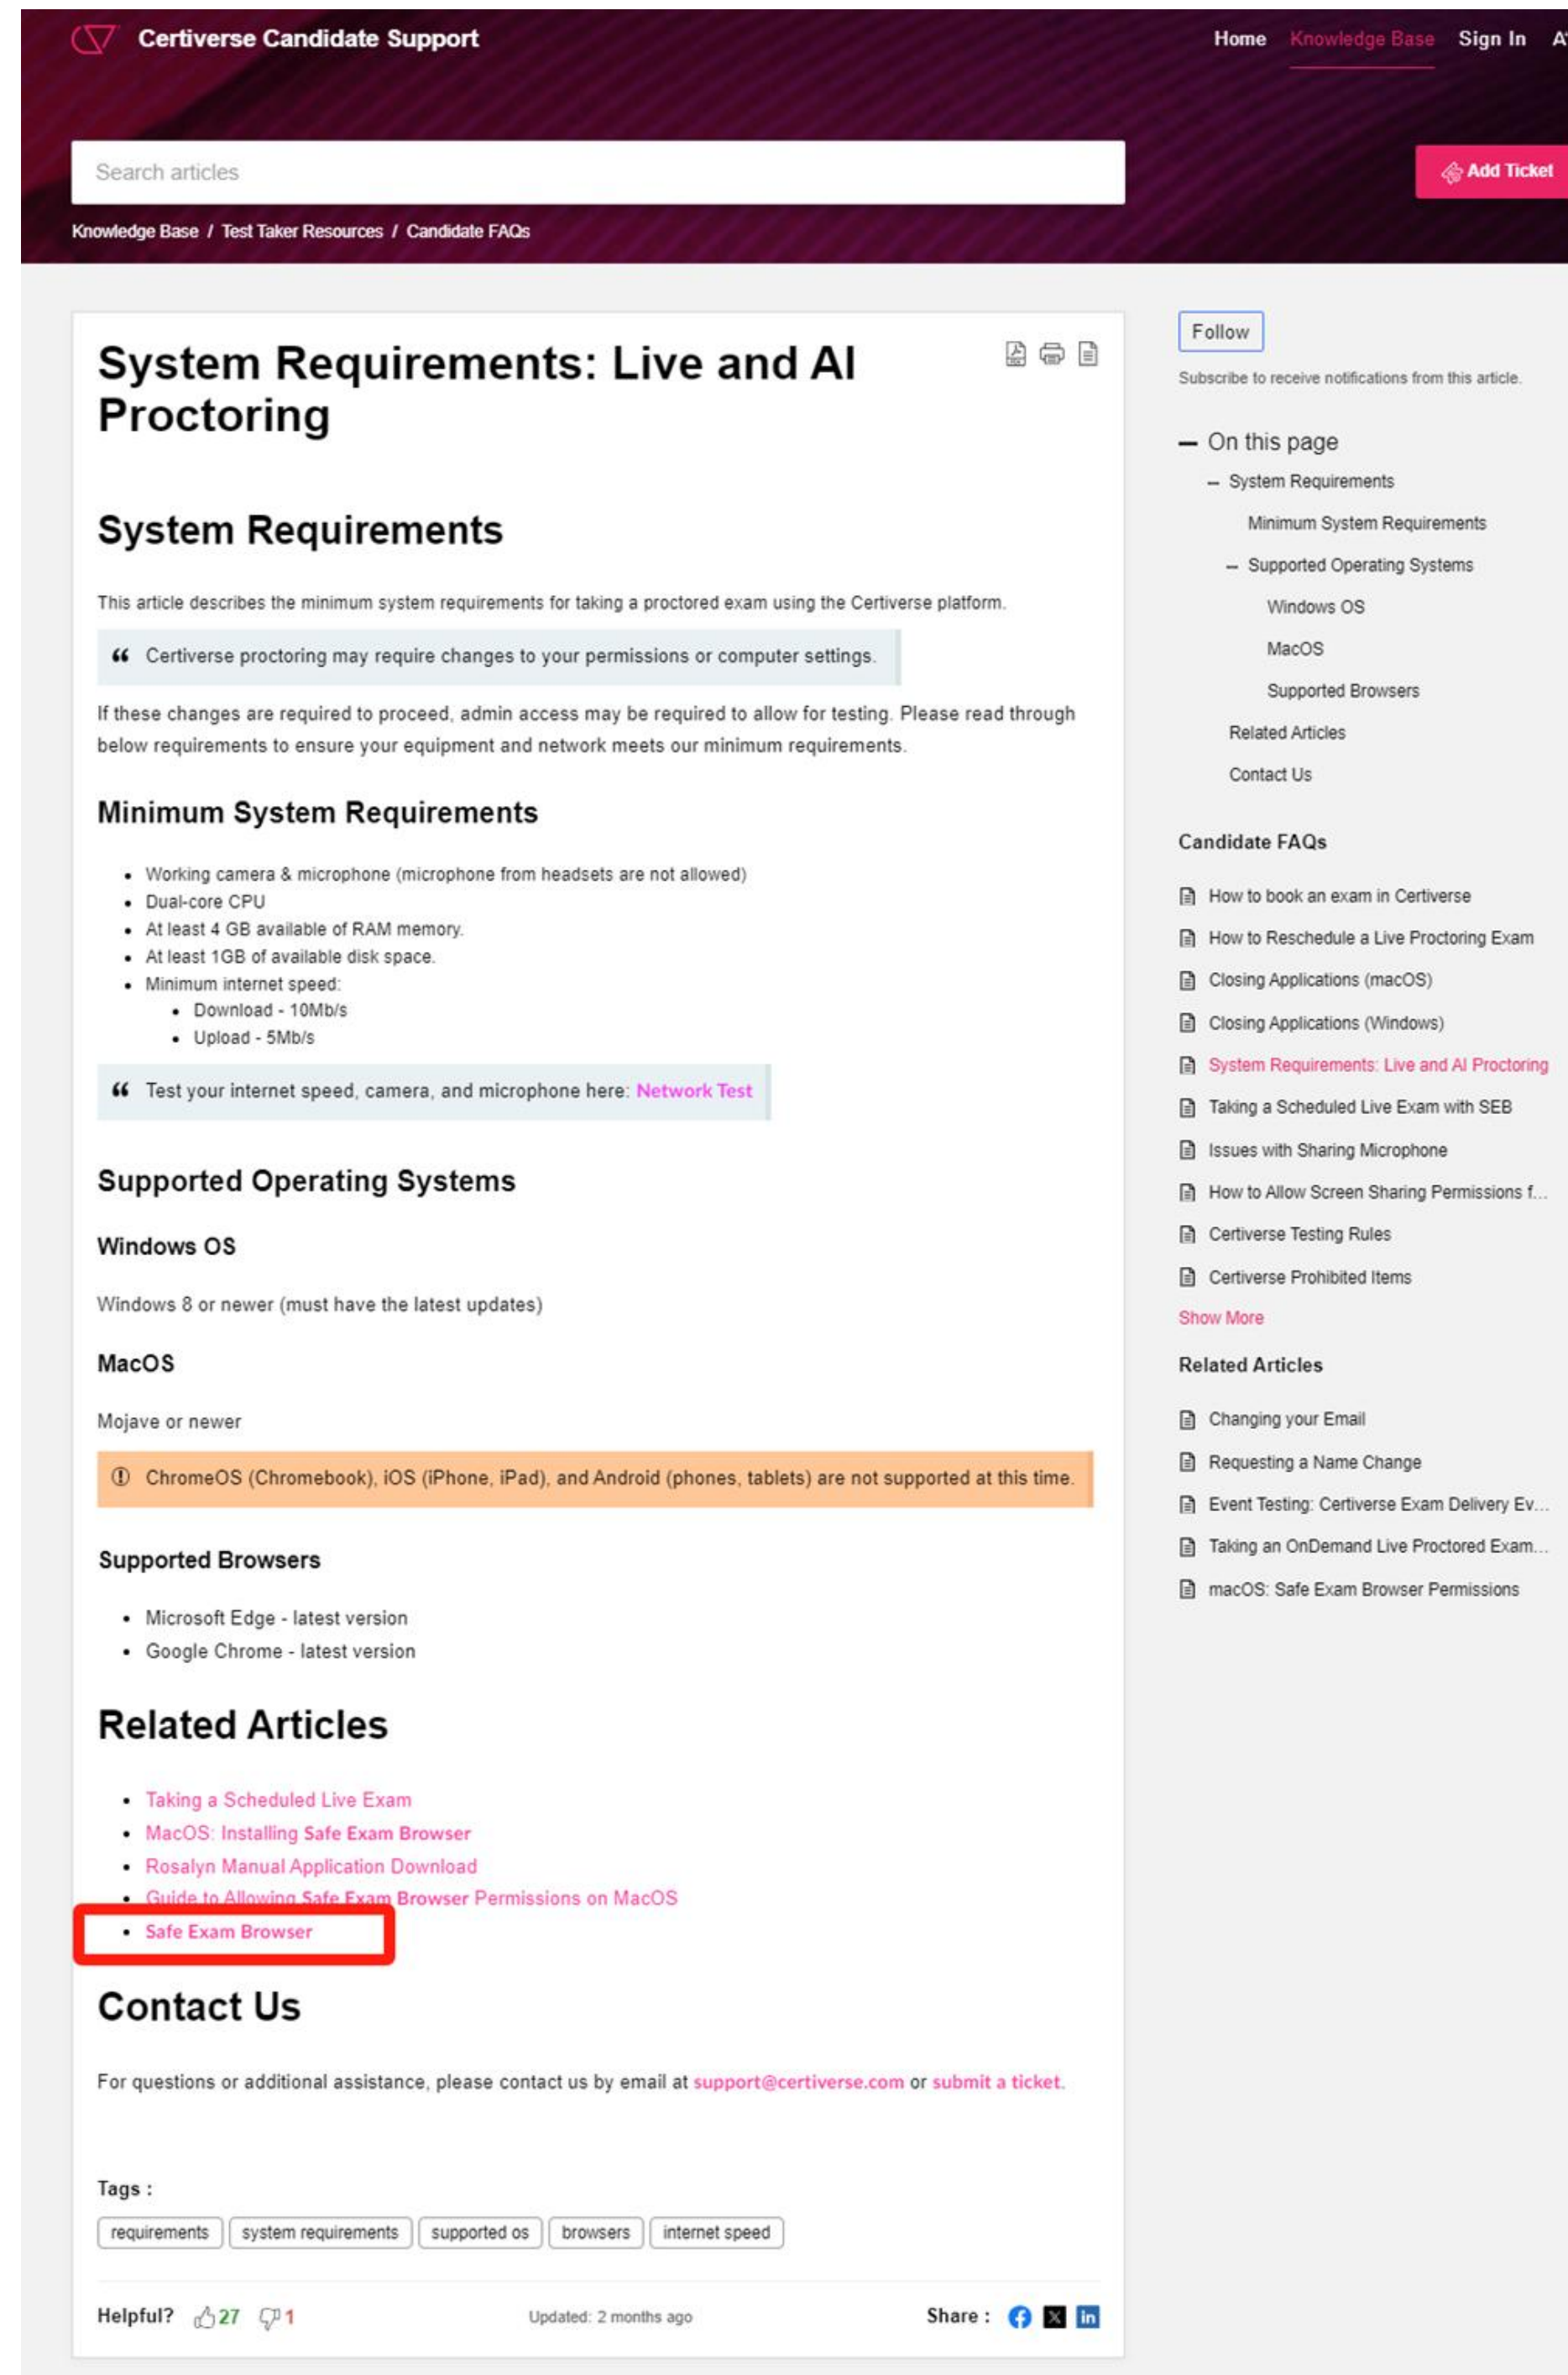 Certiverse Candidate Support
Home Knowledge Base Sign In
Search articles
Add Ticket
Knowledge Base / Test Taker Resources / Candidate FAQs
System Requirements: Live and AI
Proctoring
System Requirements
This article describes the minimum system requirements for taking a proctored exam using the Certiverse platform.
Certiverse proctoring may require changes to your permissions or computer settings.
If these changes are required to proceed, admin access may be required to allow for testing. Please read through
below requirements to ensure your equipment and network meets our minimum requirements.
Minimum System Requirements
• Working camera & microphone (microphone from headsets are not allowed)
• Dual-core CPU
• At least 4 GB available of RAM memory.
• At least 1GB of available disk space.
• Minimum internet speed:
• Download - 10Mb/s
• Upload - 5Mb/s
Test your internet speed, camera, and microphone here: Network Test
Supported Operating Systems
Windows OS
Windows 8 or newer (must have the latest updates)
MacOS
Mojave or newer
ChromeOS (Chromebook), iOS (iPhone, iPad), and Android (phones, tablets) are not supported at this time.
Supported Browsers
• Microsoft Edge - latest version
• Google Chrome - latest version
Related Articles
• Taking a Scheduled Live Exam
• MacOS: Installing Safe Exam Browser
• Rosalyn Manual Application Download
• Guide to Allowing Safe Exam Browser Permissions on MacOS
• Safe Exam Browser
Contact Us
For questions or additional assistance, please contact us by email at support@certiverse.com or submit a ticket.
Tags :
requirements system requirements supported os browsers internet speed
Helpful? 27 1 Updated: 2 months ago Share :
Follow
Subscribe to receive notifications from this article.
– On this page
– System Requirements
Minimum System Requirements
– Supported Operating Systems
Windows OS
MacOS
Supported Browsers
Related Articles
Contact Us
Candidate FAQs
How to book an exam in Certiverse
How to Reschedule a Live Proctoring Exam
Closing Applications (macOS)
Closing Applications (Windows)
System Requirements: Live and AI Proctoring
Taking a Scheduled Live Exam with SEB
Issues with Sharing Microphone
How to Allow Screen Sharing Permissions f...
Certiverse Testing Rules
Certiverse Prohibited Items
Show More
Related Articles
Changing your Email
Requesting a Name Change
Event Testing: Certiverse Exam Delivery Ev...
Taking an OnDemand Live Proctored Exam...
macOS: Safe Exam Browser Permissions